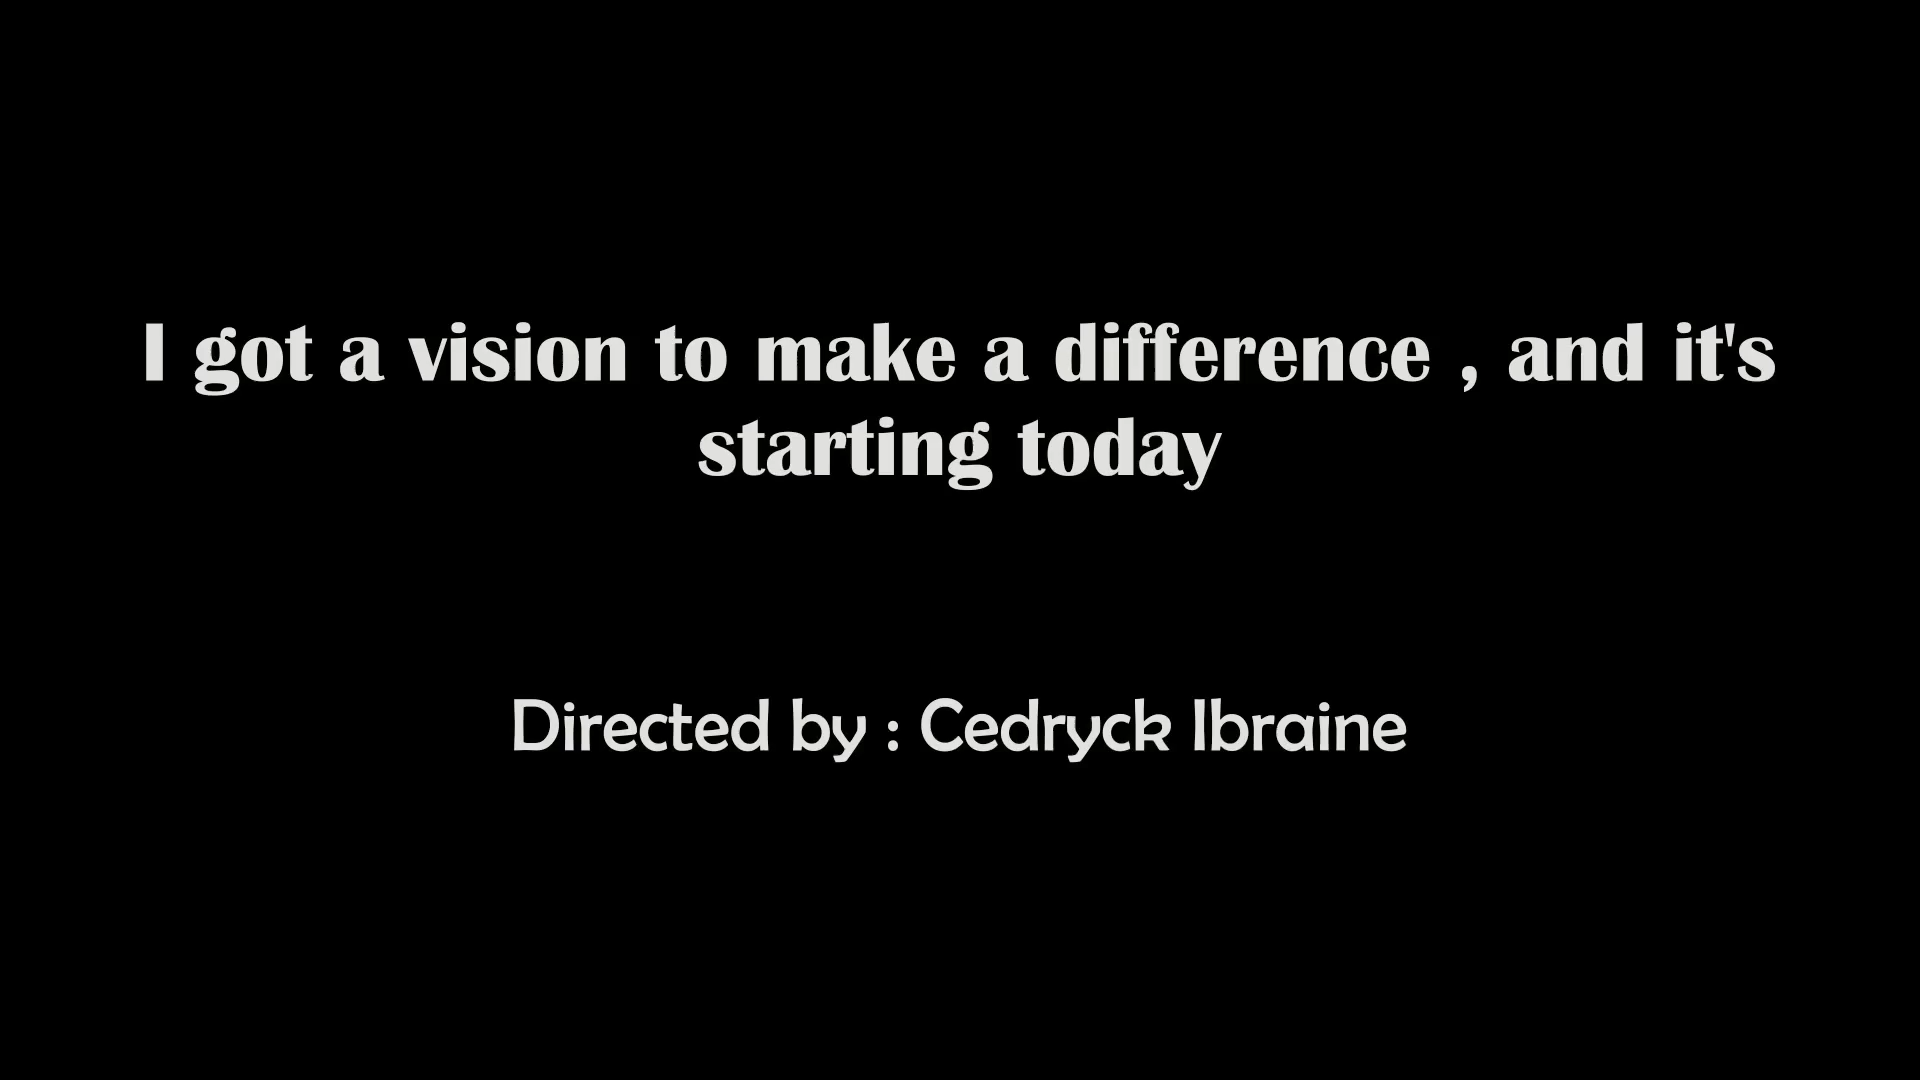 I got a vision to make a difference , and it's
starting today
Directed by : Cedryck Ibraine